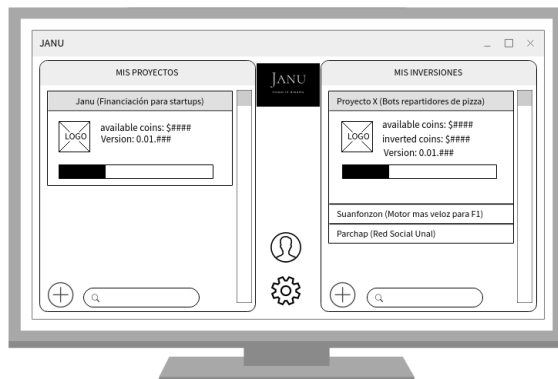 JANU
MIS PROYECTOS
Janu (Financiación para startups)
LOGO
available coins: $####
Version: 0.01.###
JANU
MIS INVERSIONES
Proyecto X (Bots repartidores de pizza)
LOGO
available coins: $####
inverted coins: $####
Version: 0.01.###
Suanfonzon (Motor mas veloz para F1)
Parchap (Red Social Unal)